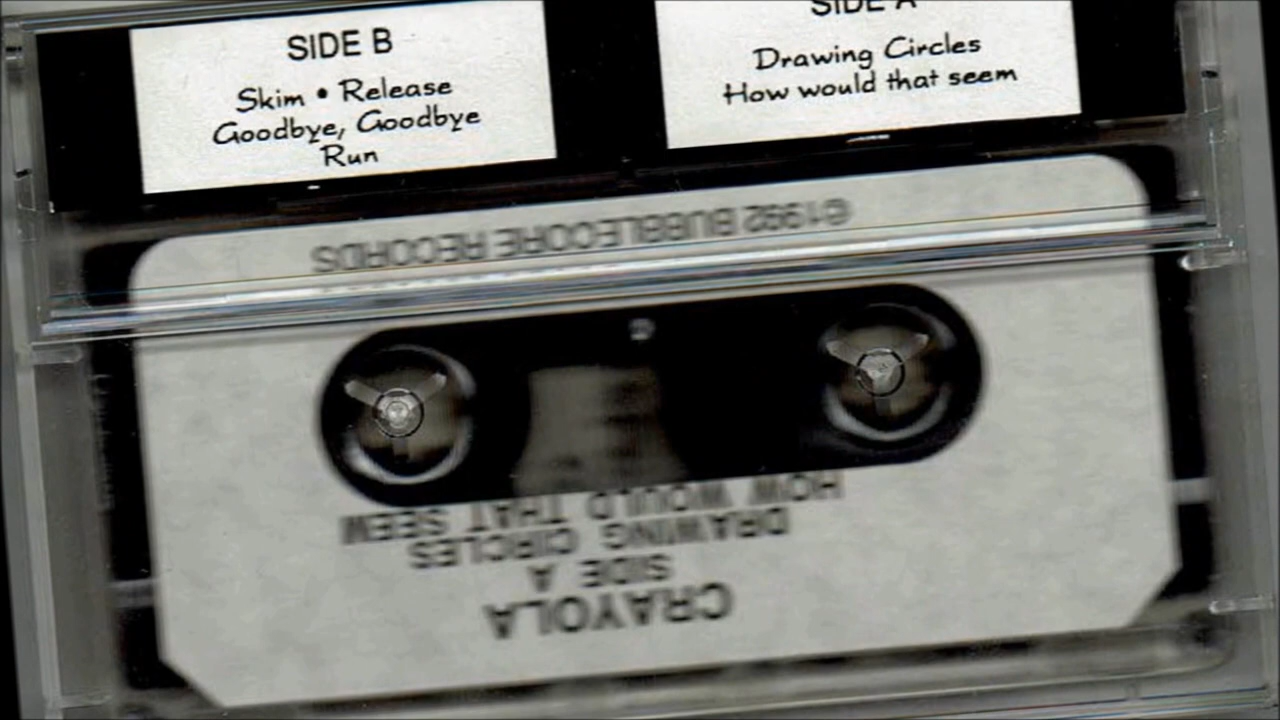 SIDE B
Skim • Release
Goodbye, Goodbye
Run
SIDE A
Drawing Circles
How would that seem
CRAYOLA
SIDE A
DRAWING CIRCLES
HOW WOULD THAT SEEM
©1992 BUBBLECORE RECORDS